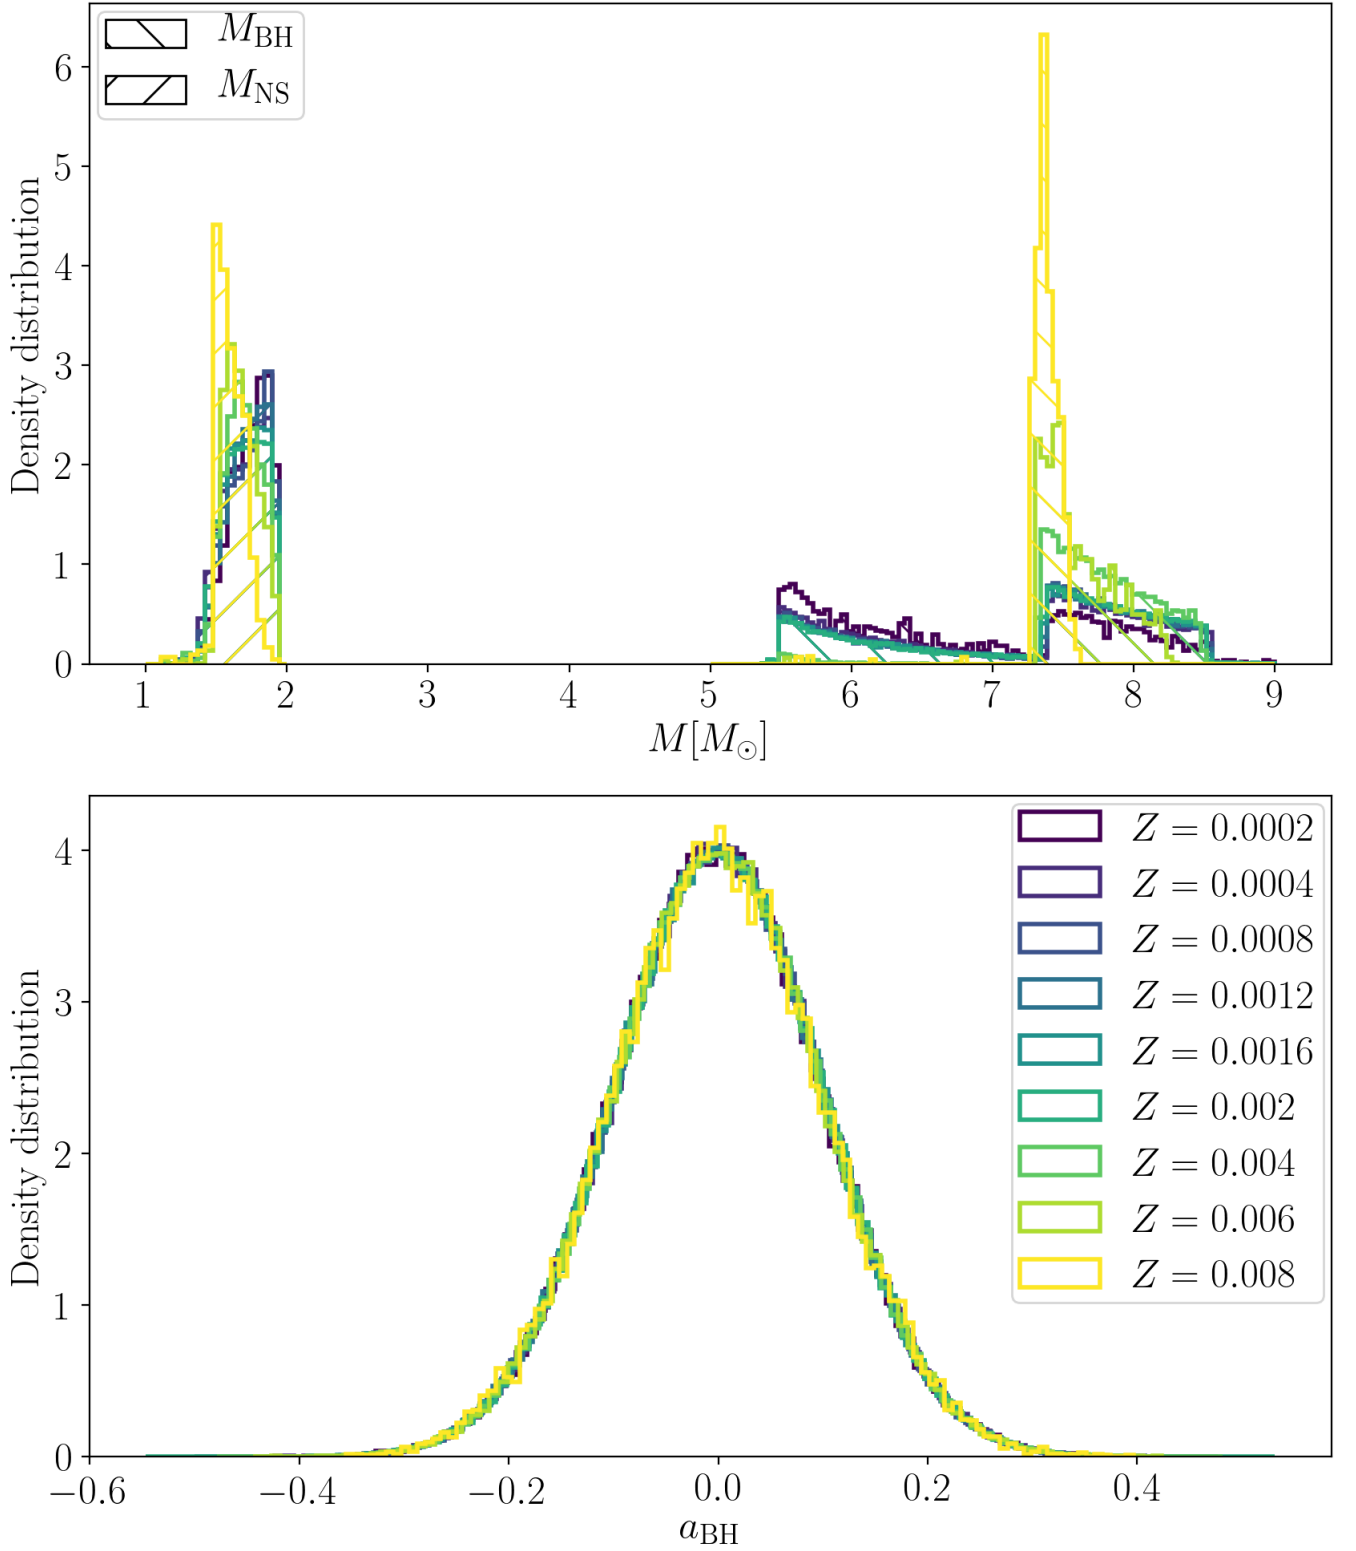 M_BH
M_NS
Density distribution
6
5
4
3
2
1
0
1 2 3 4 5 6 7 8 9
M[M_⊙]
Density distribution
4
3
2
1
0
Z = 0.0002
Z = 0.0004
Z = 0.0008
Z = 0.0012
Z = 0.0016
Z = 0.002
Z = 0.004
Z = 0.006
Z = 0.008
−0.6 −0.4 −0.2 0.0 0.2 0.4
a_BH